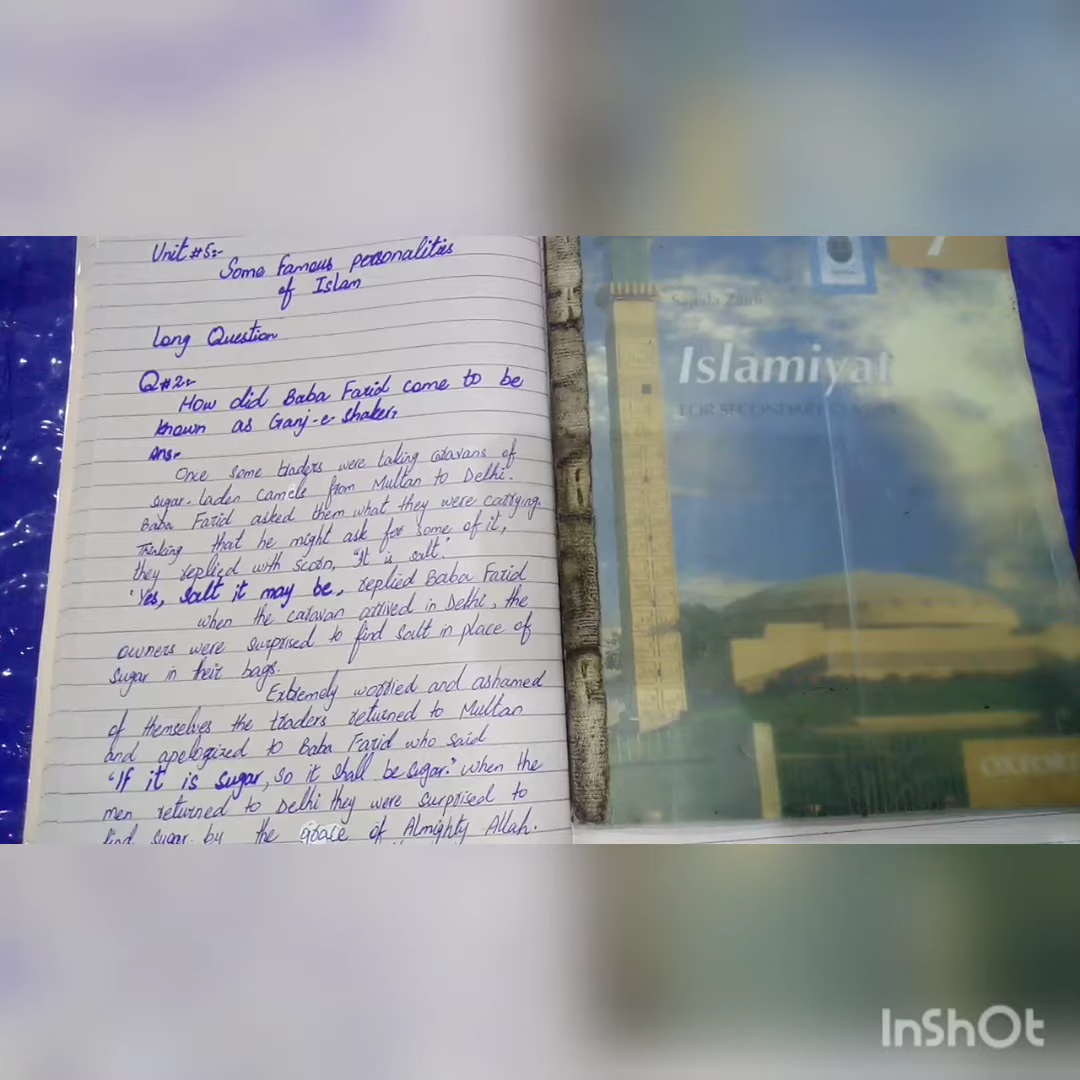 Unit #5:-
Some Famous personalities
of Islam
Long Question
Q#2:-
How did Baba Farid came to be
known as Ganj-e-shaker?
Ans:-
Once some traders were taking caravans of
sugar-laden camels from Multan to Delhi.
Baba Farid asked them what they were carrying.
Thinking that he might ask for some of it,
they replied with scorn, "It is salt."
"Yes, Salt it may be, replied Baba Farid
when the caravan arrived in Delhi, the
owners were surprised to find Salt in place of
sugar in their bags.
Extremely worried and ashamed
of themselves the traders returned to Multan
and apologized to Baba Farid who said
"If it is sugar, so it shall be sugar." when the
men returned to Delhi they were surprised to
find sugar by the grace of Almighty Allah.
7
Sajida Zaidi
Islamiyat
FOR SECONDARY CLASSES
OXFORD
InShOt